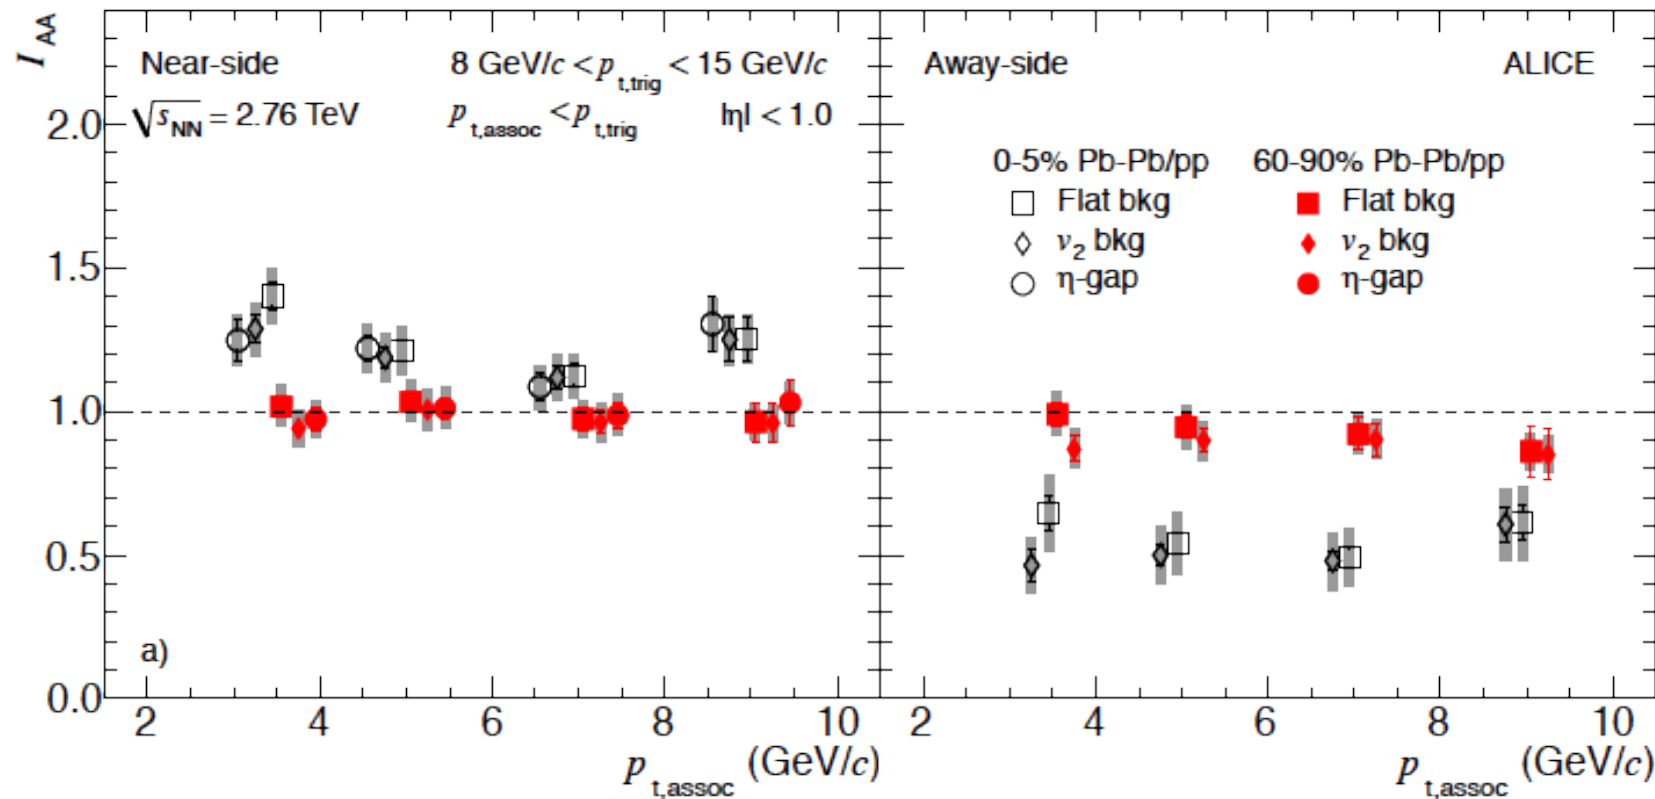 I_AA
Near-side 8 GeV/c < p_t,trig < 15 GeV/c
√s_NN = 2.76 TeV p_t,assoc < p_t,trig |η| < 1.0
Away-side ALICE
0-5% Pb-Pb/pp 60-90% Pb-Pb/pp
Flat bkg Flat bkg
v_2 bkg v_2 bkg
η-gap η-gap
2.0
1.5
1.0
0.5
0.0
a)
2 4 6 8 10 2 4 6 8 10
p_t,assoc (GeV/c) p_t,assoc (GeV/c)